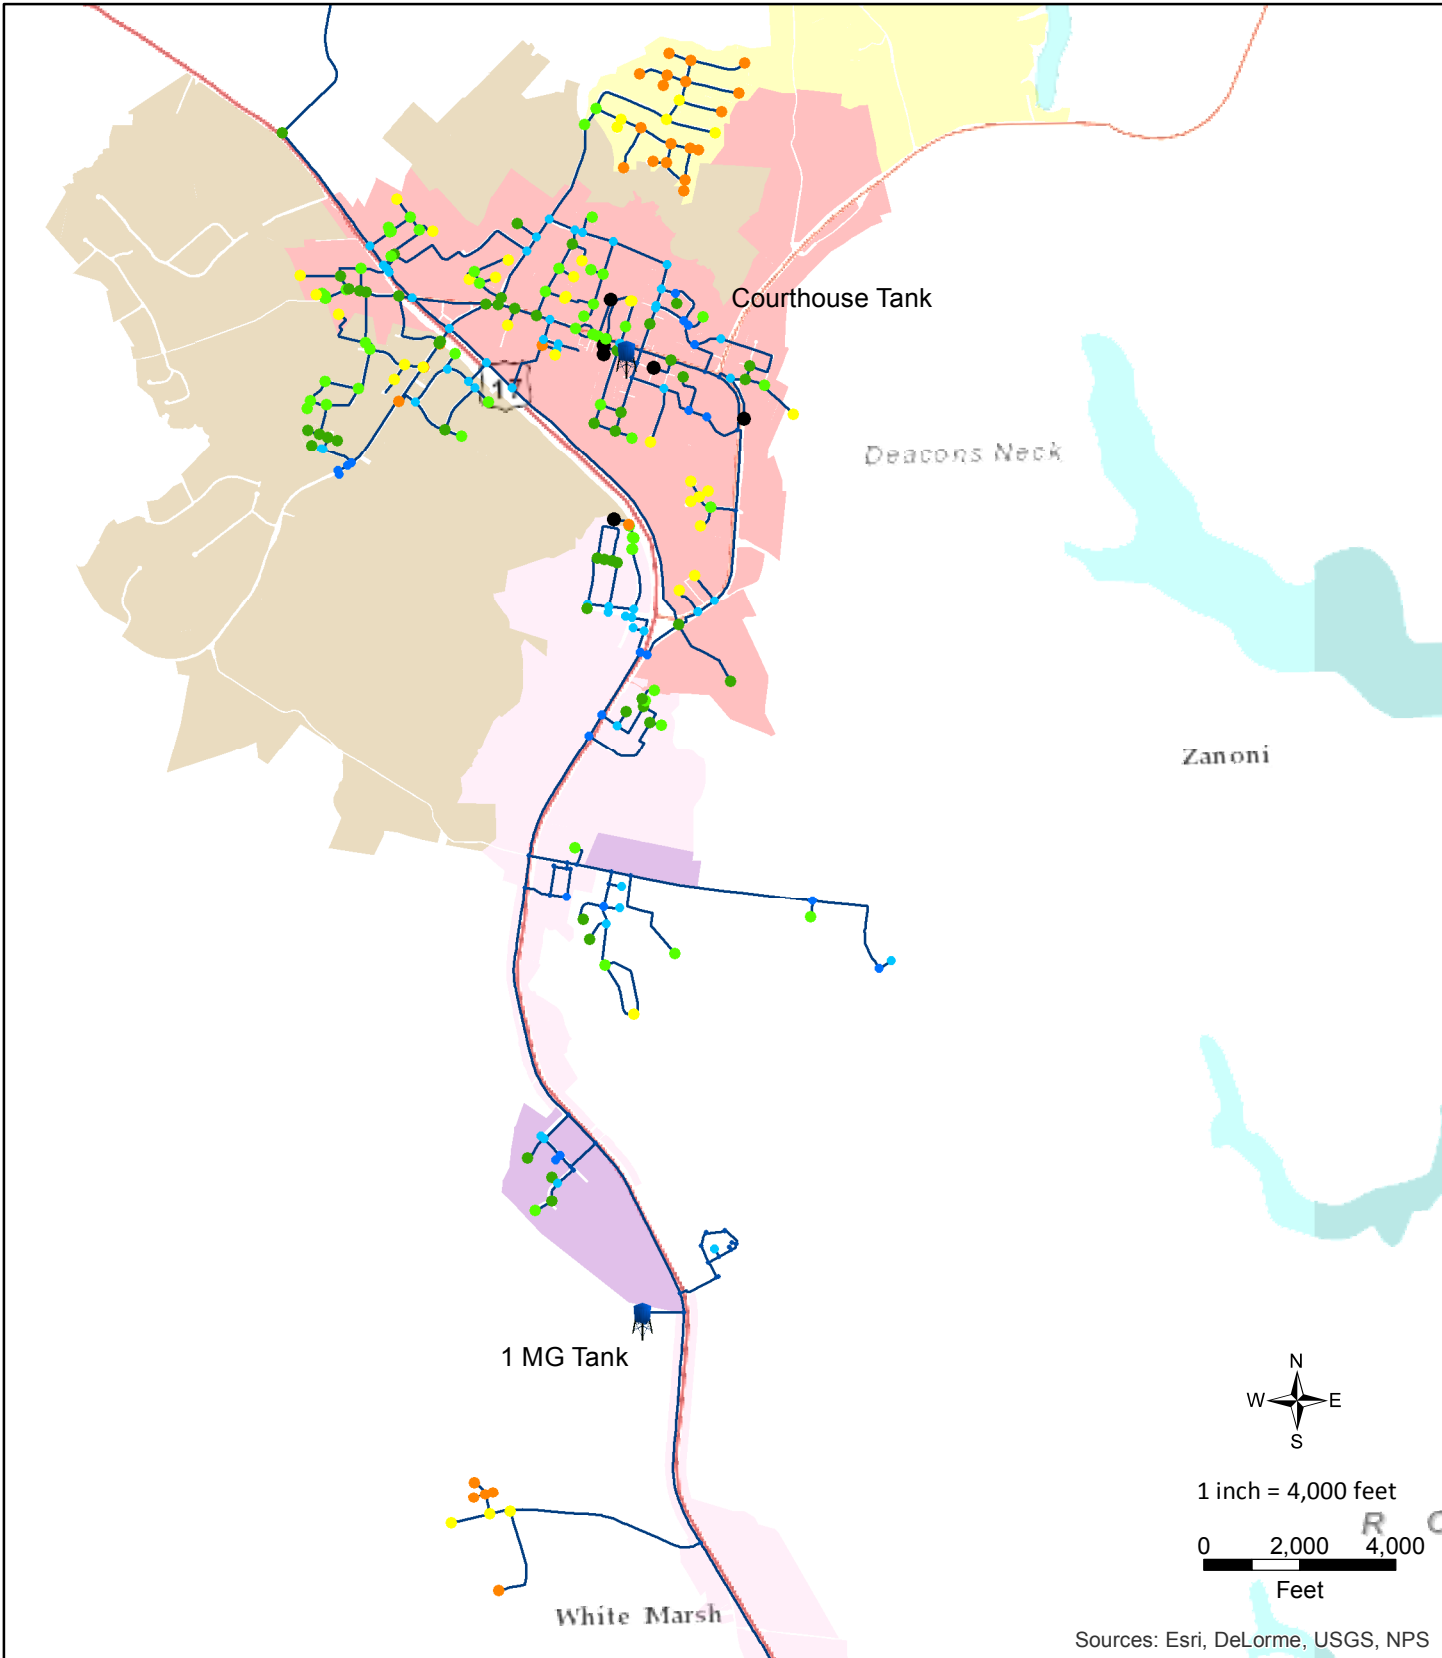 Courthouse Tank
17
Deacons Neck
Zanoni
1 MG Tank
N
W E
S
1 inch = 4,000 feet
R O
0 2,000 4,000
Feet
White Marsh
Sources: Esri, DeLorme, USGS, NPS